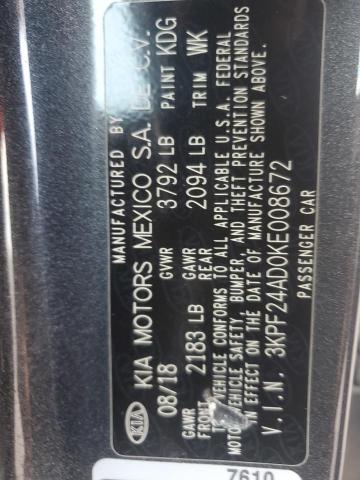 MANUFACTURED BY
KIA KIA MOTORS MEXICO S.A. DE C.V.
08/18 GVWR 3792 LB PAINT KDG
GAWR FRONT 2183 LB GAWR REAR 2094 LB TRIM WK
VEHICLE CONFORMS TO ALL APPLICABLE U.S.A. FEDERAL
MOTOR VEHICLE SAFETY, BUMPER, AND THEFT PREVENTION STANDARDS
IN EFFECT ON THE DATE OF MANUFACTURE SHOWN ABOVE.
V.I.N. 3KPF24AD0KE008672
PASSENGER CAR
7610